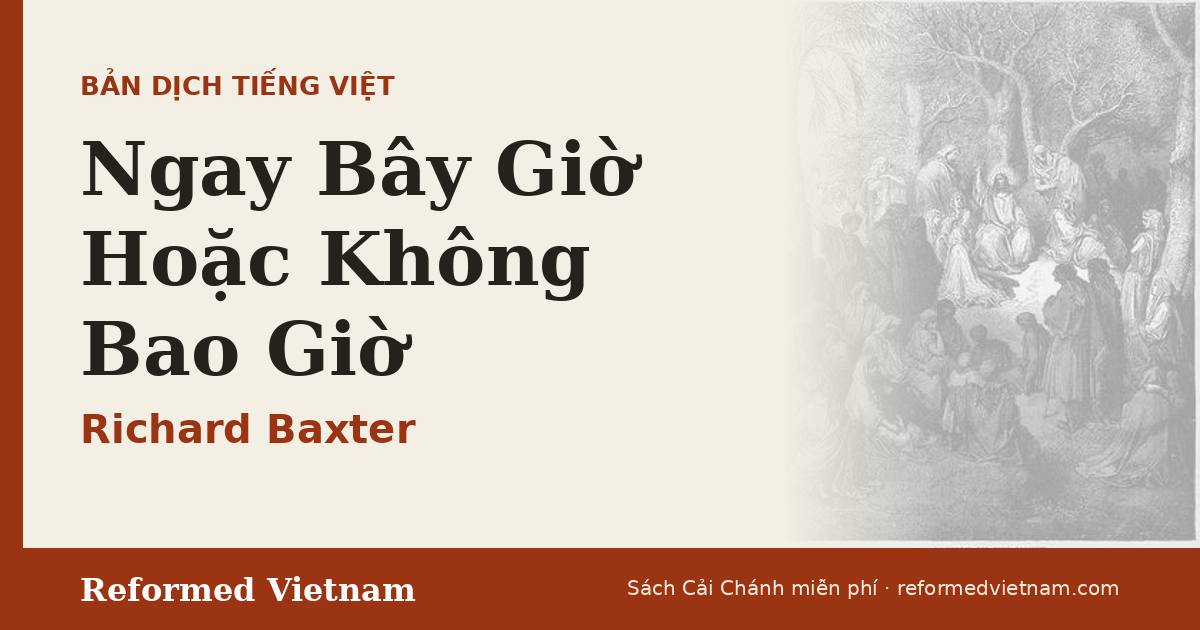 BẢN DỊCH TIẾNG VIỆT
Ngay Bây Giờ
Hoặc Không
Bao Giờ
Richard Baxter
Reformed Vietnam
Sách Cải Chánh miễn phí · reformedvietnam.com